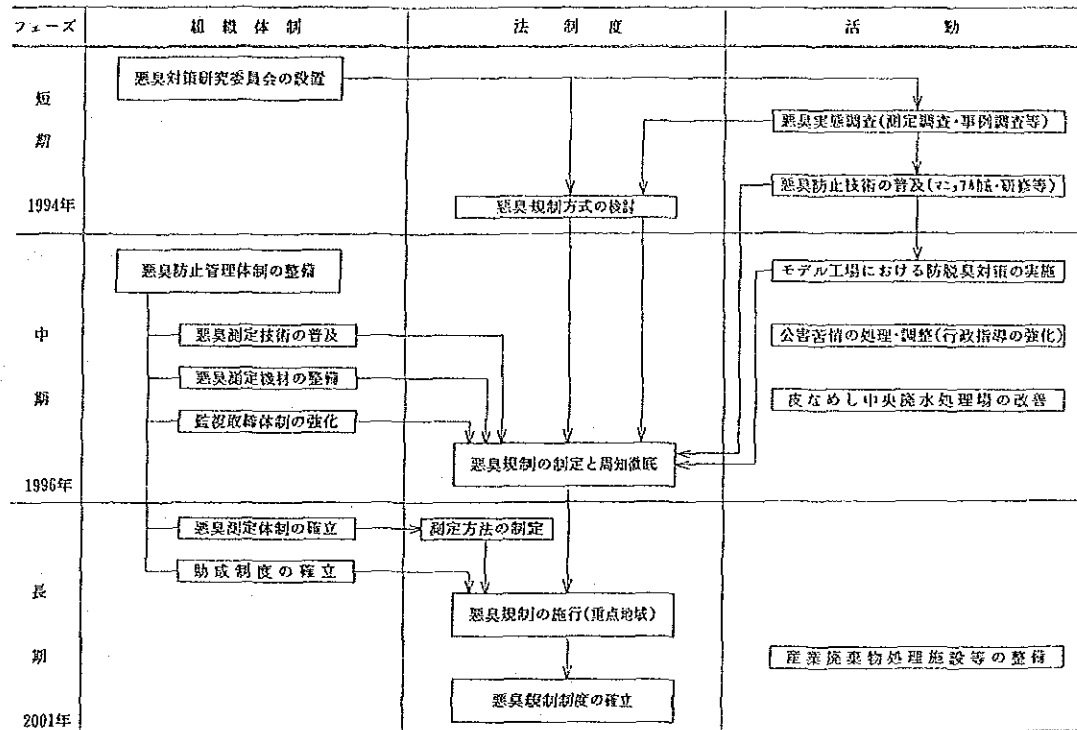 フェーズ
組織体制
法制度
活動
短期
1994年
悪臭対策研究委員会の設置
悪臭実態調査(測定調査・事例調査等)
悪臭防止技術の普及(マニュアル作成・研修等)
悪臭規制方式の検討
中期
1996年
悪臭防止管理体制の整備
悪臭測定技術の普及
悪臭測定機材の整備
監視取締体制の強化
悪臭規制の制定と周知徹底
モデル工場における防脱臭対策の実施
公害苦情の処理・調整(行政指導の強化)
皮なめし中央廃水処理場の改善
長期
2001年
悪臭測定体制の確立
測定方法の制定
助成制度の確立
悪臭規制の施行(重点地域)
悪臭規制制度の確立
産業廃棄物処理施設等の整備